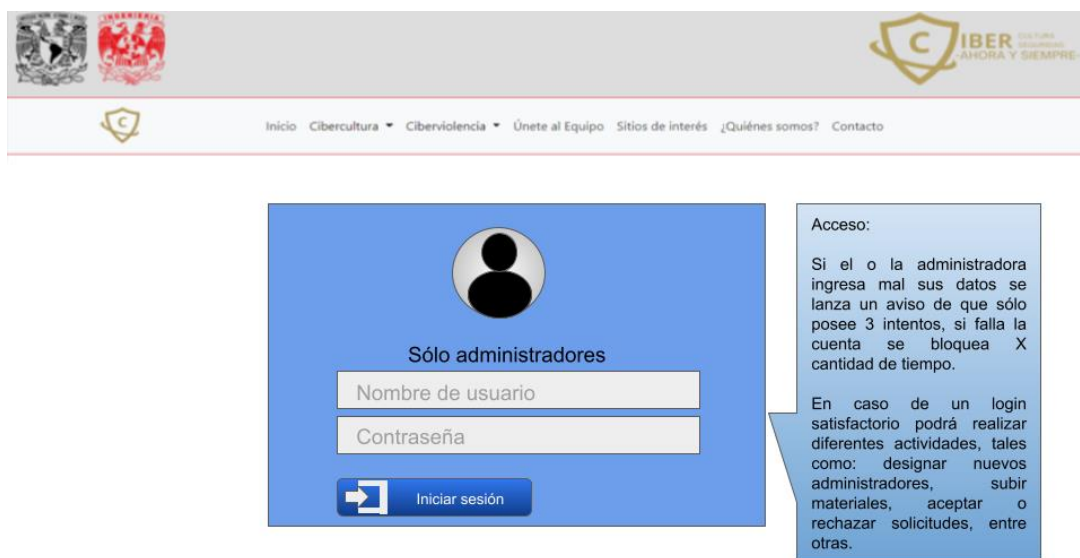 INGENIERIA
C IBER CULTURA
SEGURIDAD
-AHORA Y SIEMPRE-
C
Inicio Cibercultura Ciberviolencia Únete al Equipo Sitios de interés ¿Quiénes somos? Contacto
Sólo administradores
Nombre de usuario
Contraseña
Iniciar sesión
Acceso:
Si el o la administradora
ingresa mal sus datos se
lanza un aviso de que sólo
posee 3 intentos, si falla la
cuenta se bloquea X
cantidad de tiempo.
En caso de un login
satisfactorio podrá realizar
diferentes actividades, tales
como: designar nuevos
administradores, subir
materiales, aceptar o
rechazar solicitudes, entre
otras.